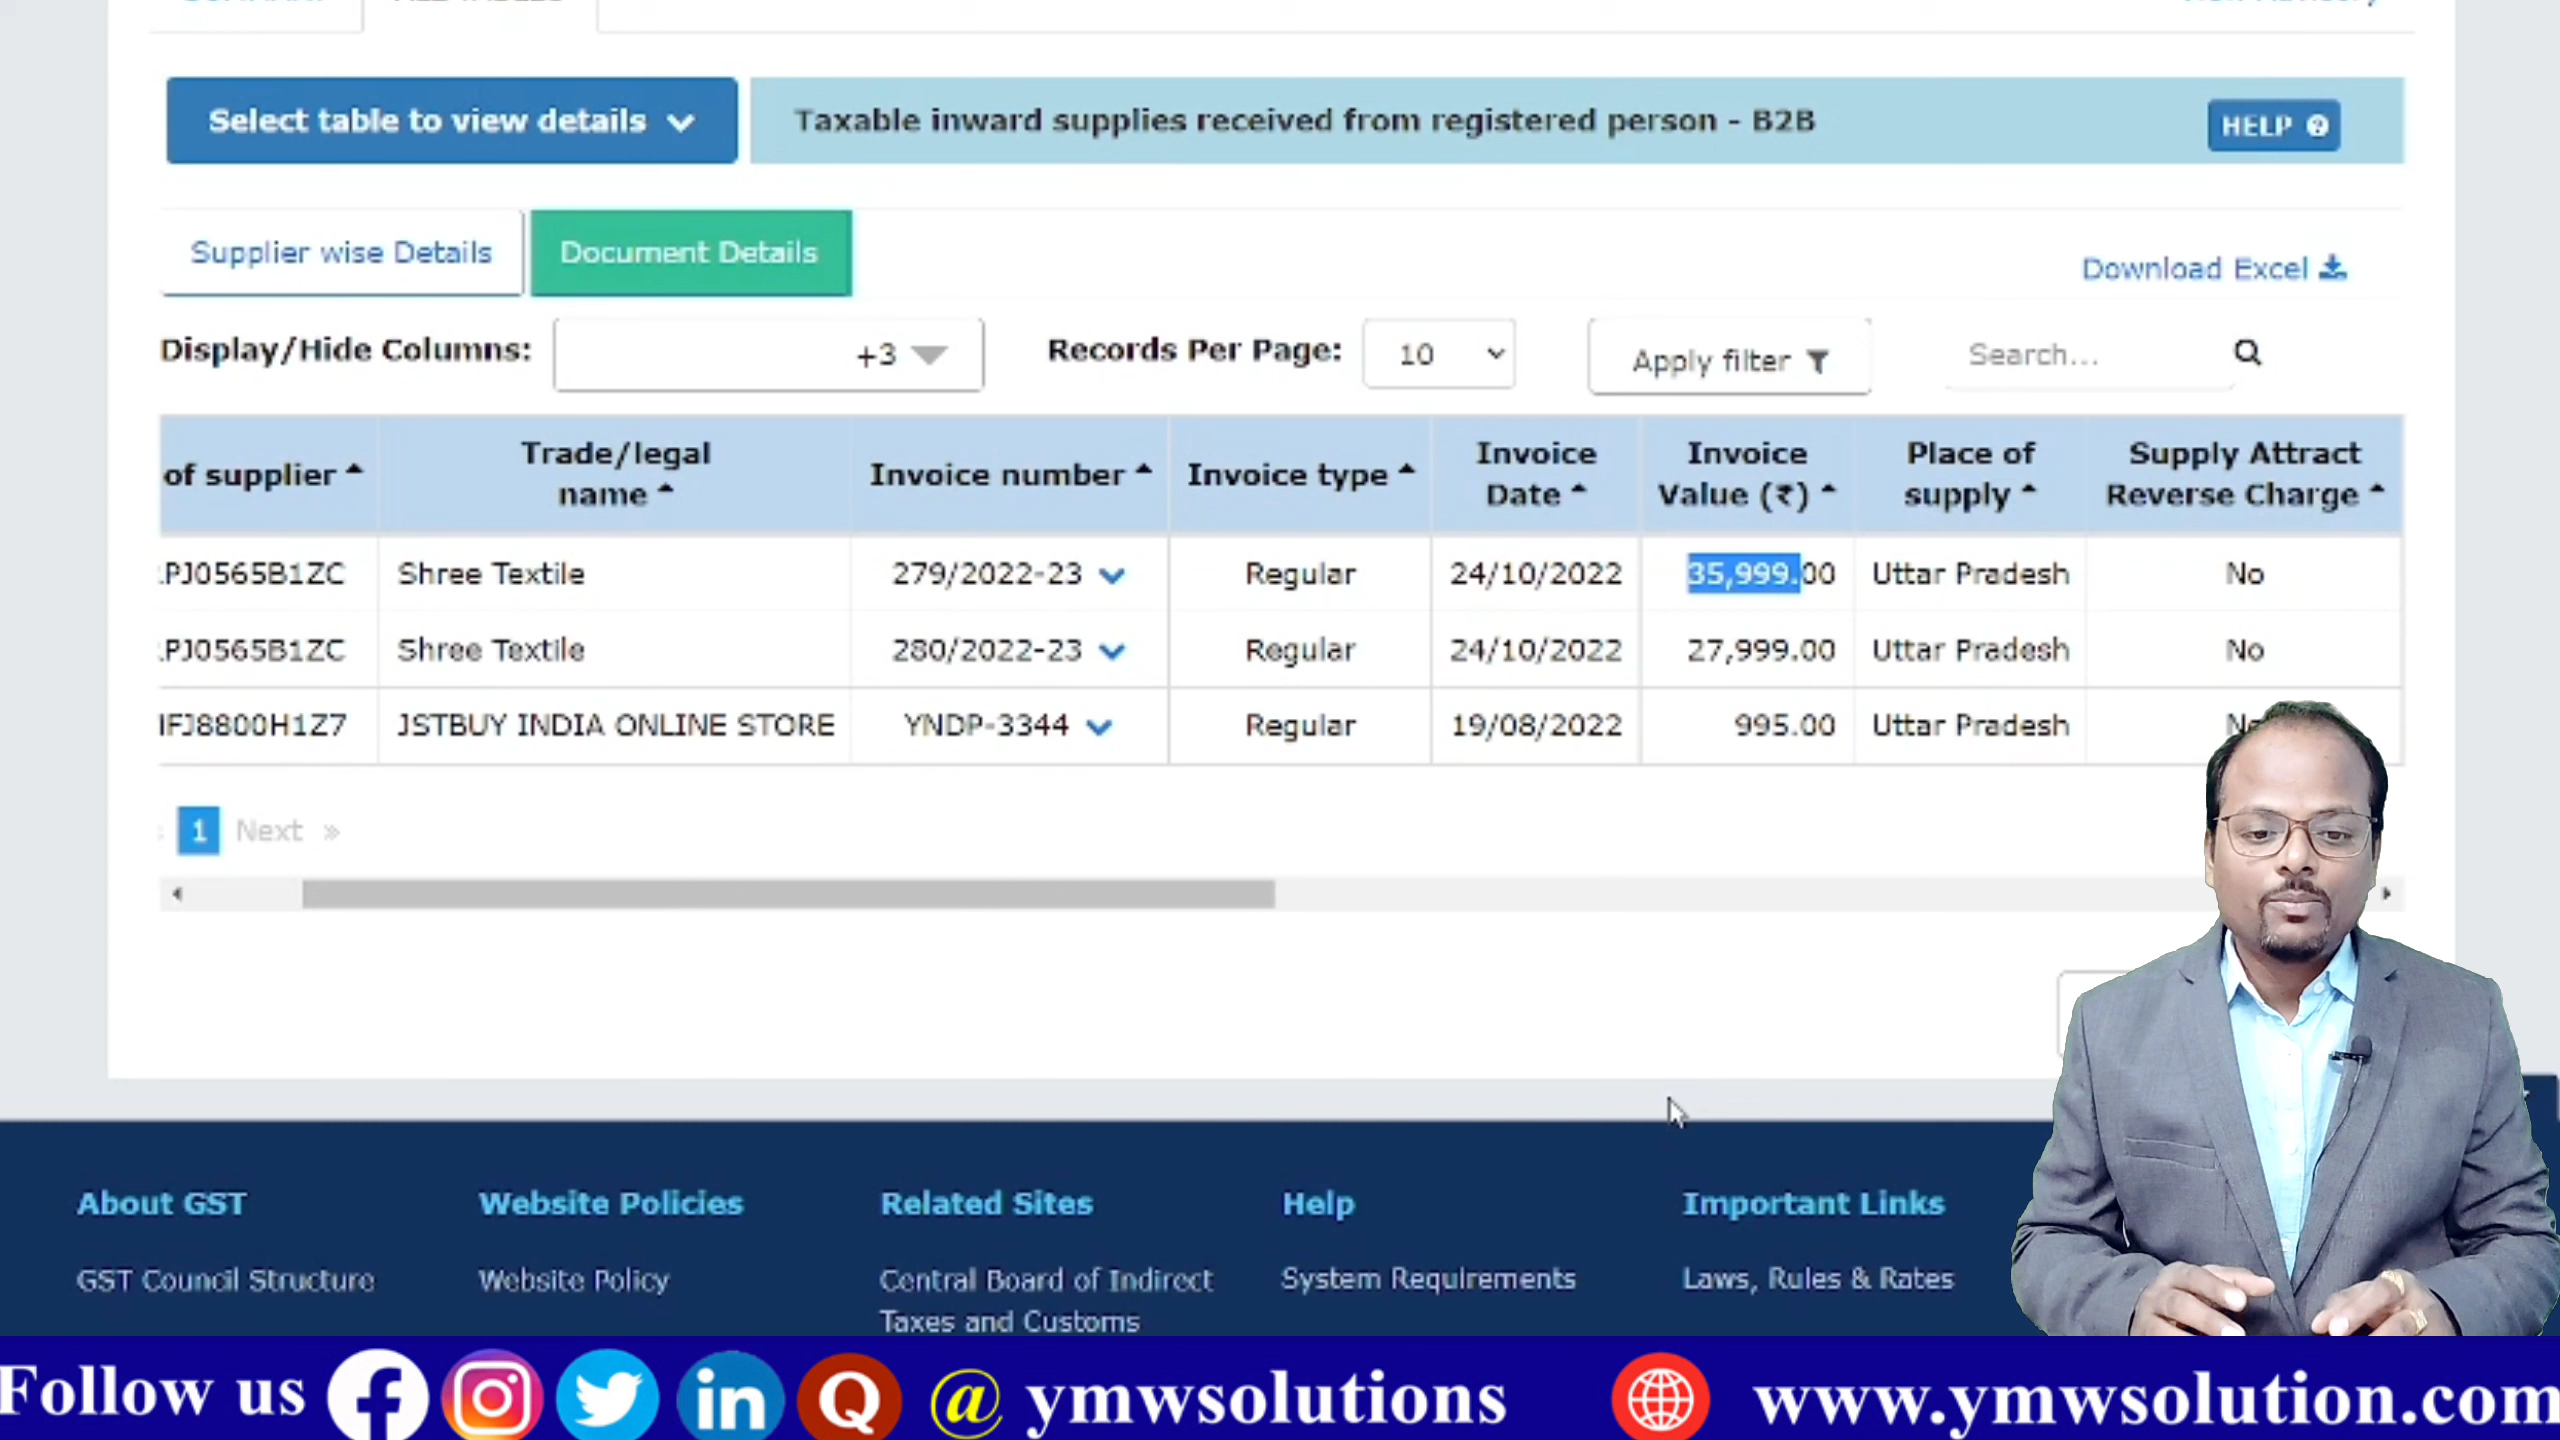 Select table to view details
Taxable inward supplies received from registered person - B2B
HELP
Supplier wise Details
Document Details
Download Excel
Display/Hide Columns:
+3
Records Per Page:
10
Apply filter
Search...
of supplier
Trade/legal name
Invoice number
Invoice type
Invoice Date
Invoice Value (₹)
Place of supply
Supply Attract Reverse Charge
PJ0565B1ZC Shree Textile 279/2022-23 Regular 24/10/2022 35,999.00 Uttar Pradesh No
PJ0565B1ZC Shree Textile 280/2022-23 Regular 24/10/2022 27,999.00 Uttar Pradesh No
FJ8800H1Z7 JSTBUY INDIA ONLINE STORE YNDP-3344 Regular 19/08/2022 995.00 Uttar Pradesh
1 Next »
About GST
Website Policies
Related Sites
Help
Important Links
GST Council Structure
Website Policy
Central Board of Indirect
Taxes and Customs
System Requirements
Laws, Rules & Rates
Follow us
@ ymwsolutions
www.ymwsolution.com